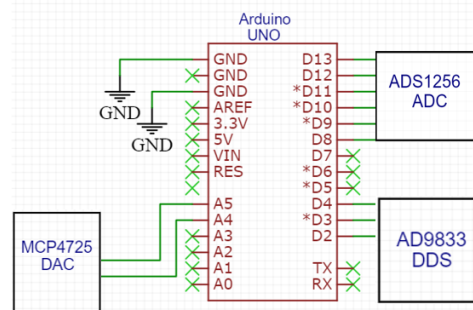 Arduino
UNO
GND
GND
GND
AREF
3.3V
5V
VIN
RES
A5
A4
A3
A2
A1
A0
D13
D12
*D11
*D10
*D9
D8
D7
*D6
*D5
D4
*D3
D2
TX
RX
GND
GND
ADS1256
ADC
MCP4725
DAC
AD9833
DDS